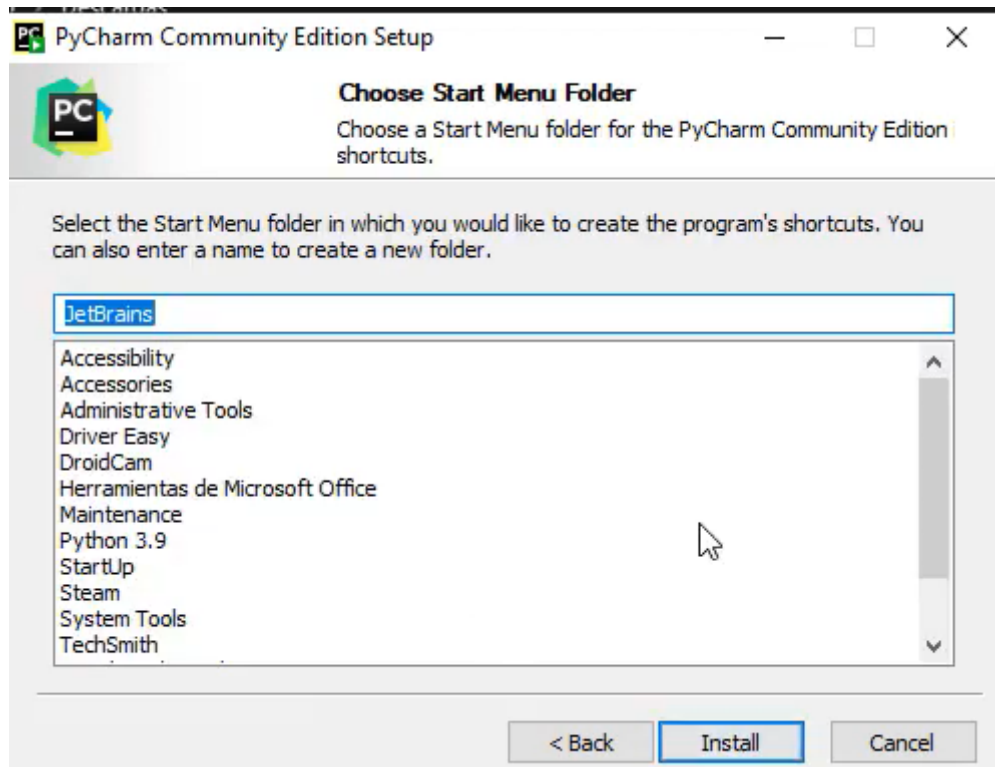 Descargas
PC PyCharm Community Edition Setup
PC
Choose Start Menu Folder
Choose a Start Menu folder for the PyCharm Community Edition
shortcuts.
Select the Start Menu folder in which you would like to create the program's shortcuts. You
can also enter a name to create a new folder.
JetBrains
Accessibility
Accessories
Administrative Tools
Driver Easy
DroidCam
Herramientas de Microsoft Office
Maintenance
Python 3.9
StartUp
Steam
System Tools
TechSmith
< Back
Install
Cancel